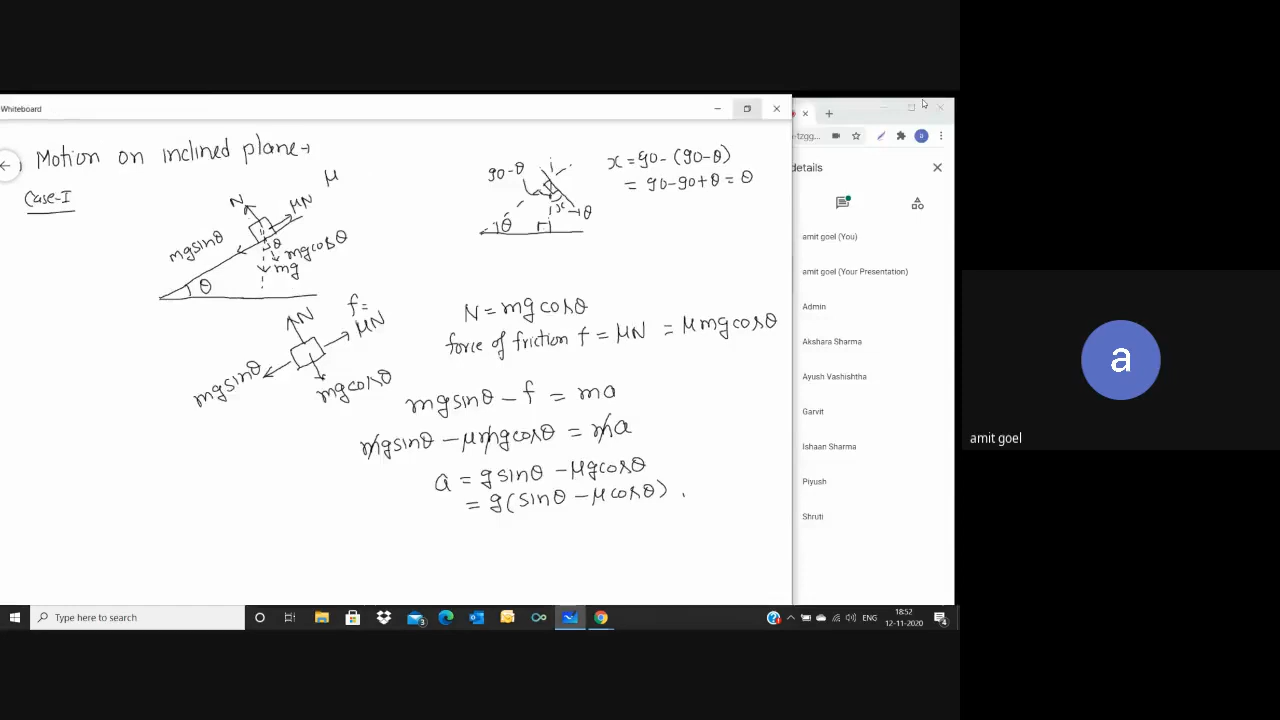 Whiteboard
Motion on inclined plane→
Case-I
μ
N
μN
mgsinθ
θ
mgcosθ
mg
θ
90-θ
x
θ
θ
x = 90-(90-θ)
= 90-90+θ = θ
N
f=
μN
mgsinθ
mgcosθ
N = mgcosθ
force of friction f = μN = μmgcosθ
mgsinθ - f = ma
mgsinθ - μmgcosθ = ma
a = gsinθ - μgcosθ
= g(sinθ - μcosθ) .
-tzgg...
a
details
amit goel (You)
amit goel (Your Presentation)
Admin
Akshara Sharma
Ayush Vashishtha
Garvit
Ishaan Sharma
Piyush
Shruti
a
amit goel
Type here to search
3
ENG
18:52
12-11-2020
4